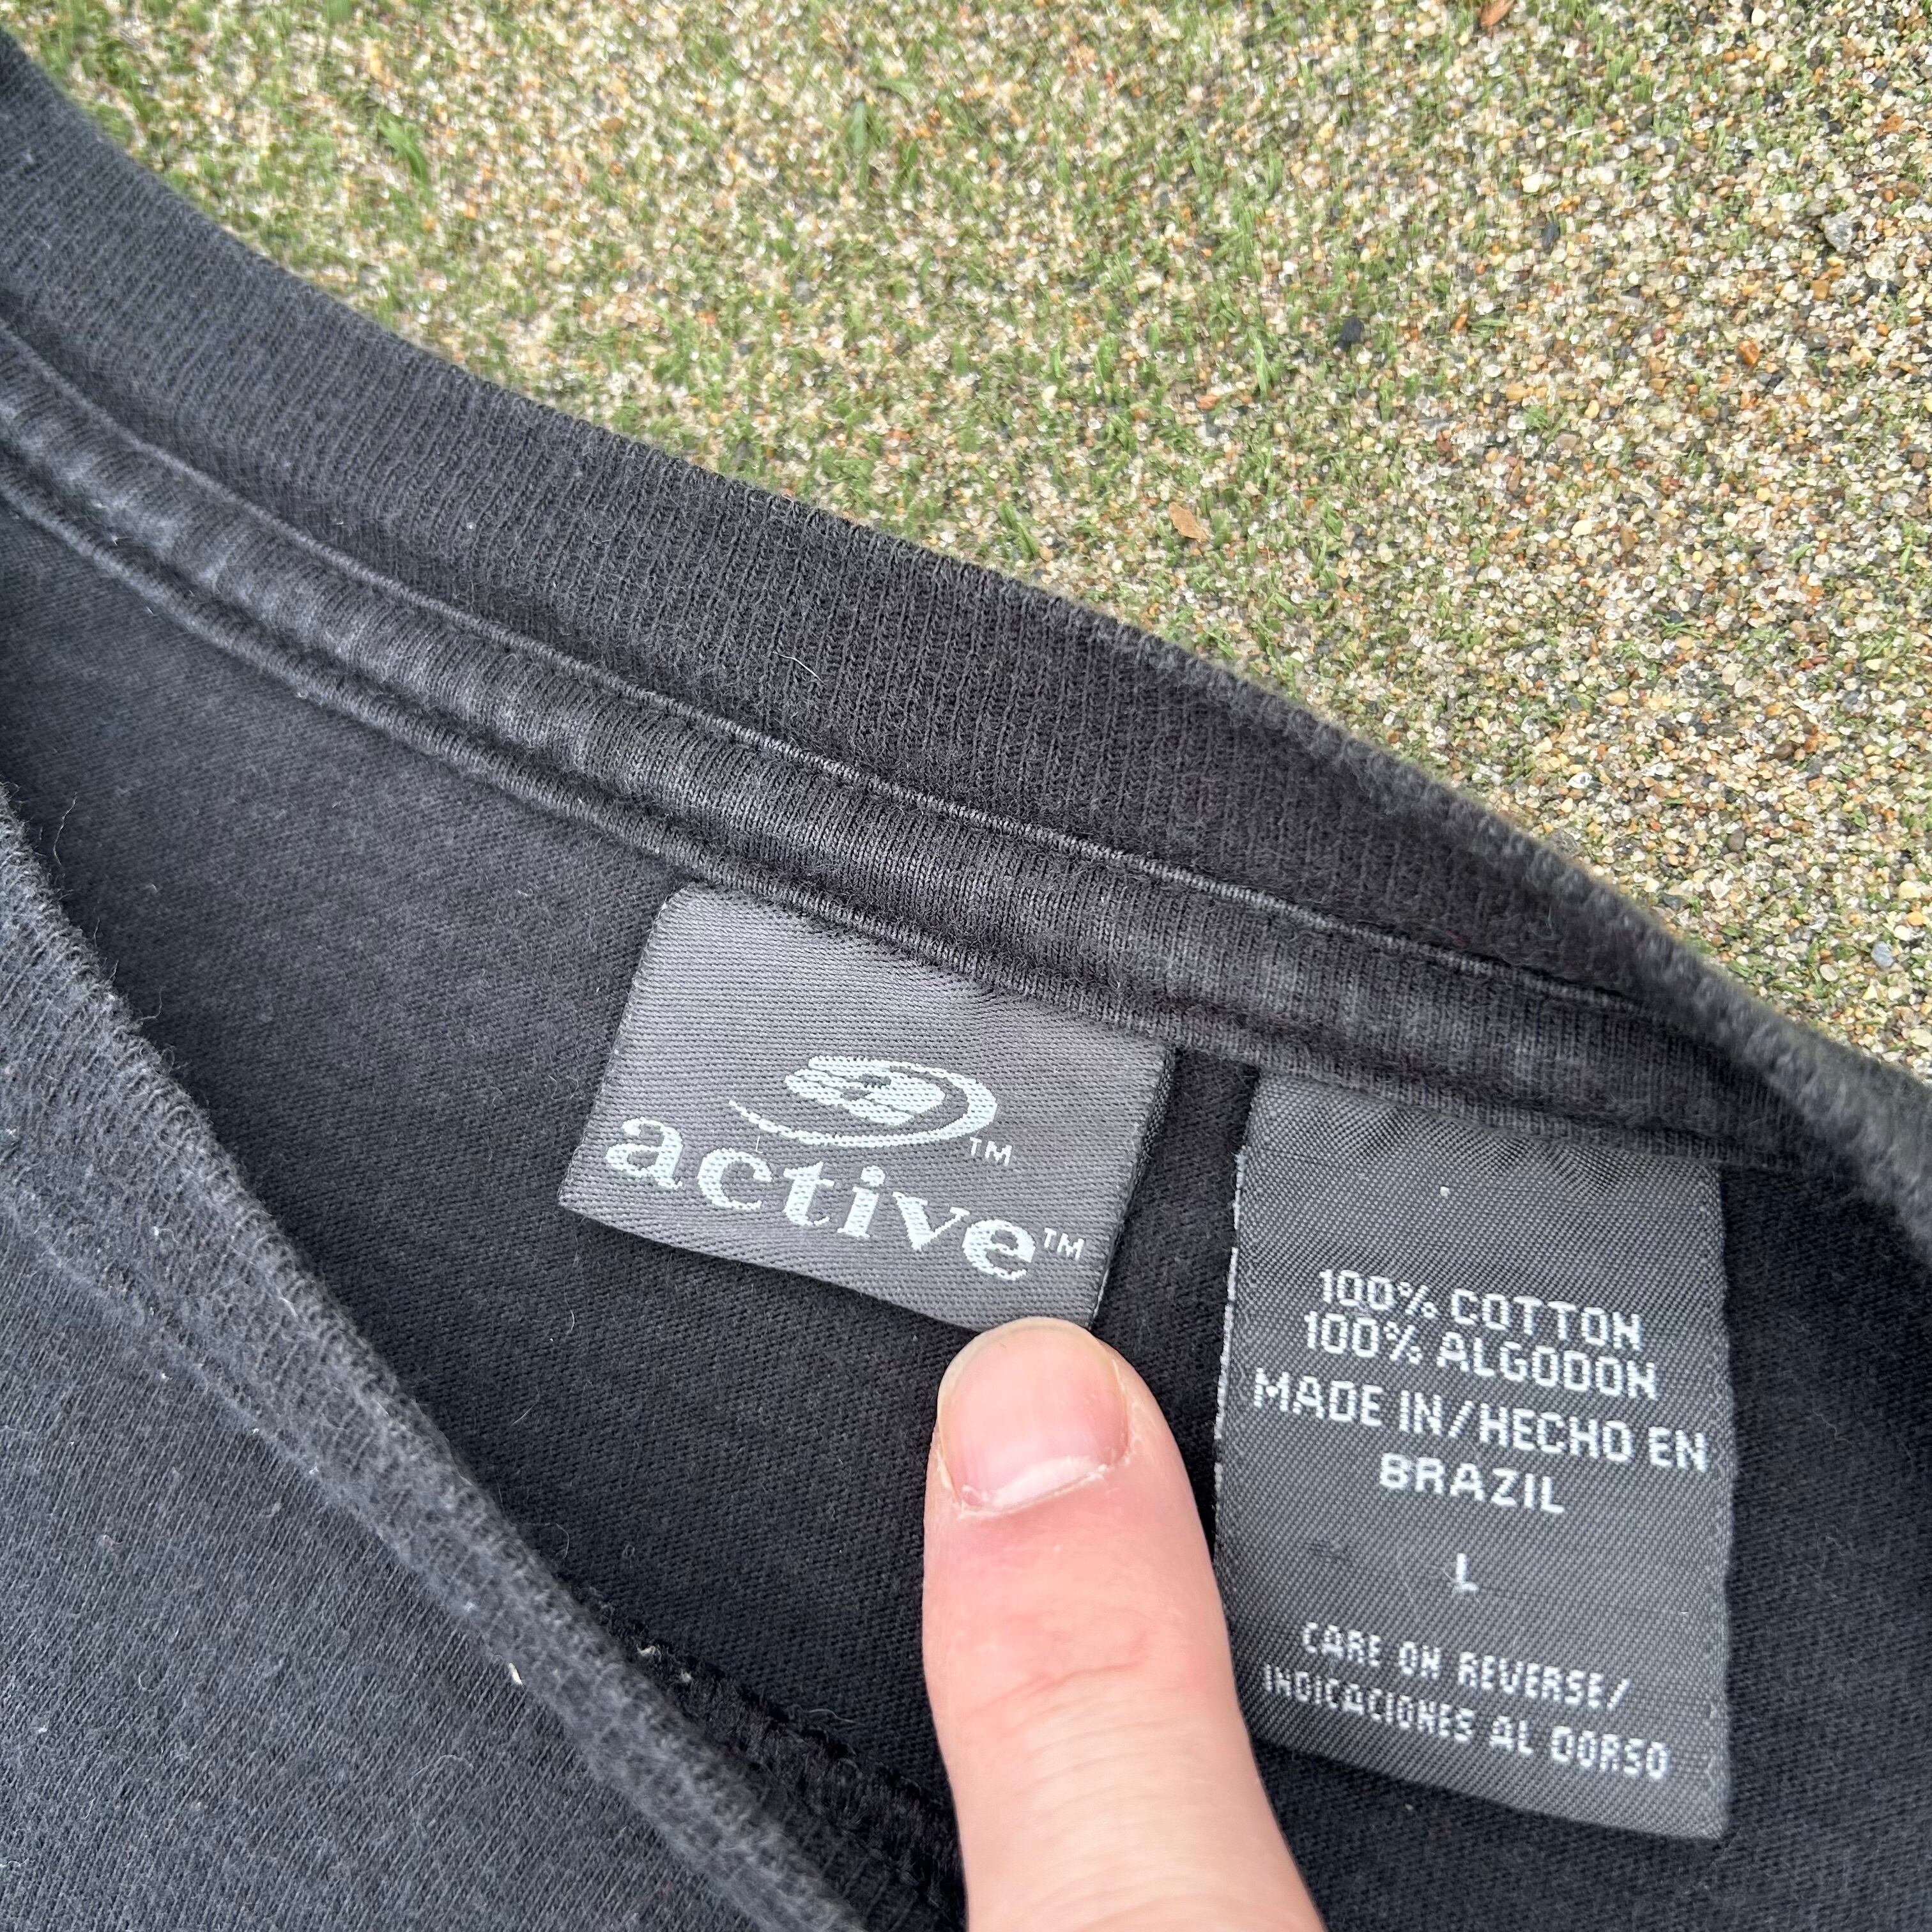 TM
active™
100% COTTON
100% ALGODON
MADE IN/HECHO EN
BRAZIL
L
CARE ON REVERSE/
INDICACIONES AL DORSO